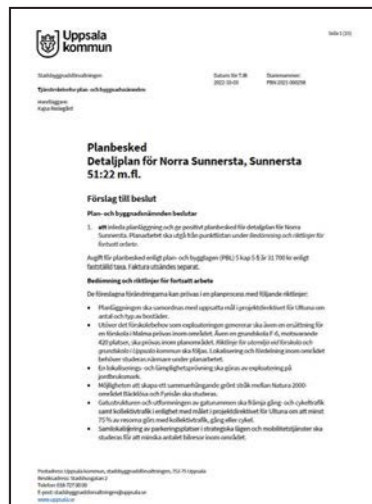 Uppsala
kommun
Sida 1 (15)
Stadsbyggnadsförvaltningen
Datum för TJR:
Diarienummer:
Tjänsteskrivelse plan- och byggnadsnämnden
2022-10-03
Handläggare:
Planbesked
Detaljplan för Norra Sunnersta, Sunnersta
51:22 m.fl.
Förslag till beslut
Plan- och byggnadsnämnden beslutar
1. att inleda planläggning och ge positivt planbesked för detaljplan för Norra
Sunnersta. Planarbetet ska utgå från punktlistan under Bedömning och riktlinjer för
fortsatt arbete.
Avgift för planbesked enligt plan- och bygglagen (PBL) 5 kap 5 § är 31 700 kr enligt
fastställd taxa. Faktura utsändes separat.
Bedömning och riktlinjer för fortsatt arbete
De föreslagna förändringarna kan prövas i en planprocess med följande riktlinjer:
• Planläggningen ska samordnas med uppsatta mål i projektdirektivet för Ultuna om
antal och typ av bostäder.
• Utöver det förskolebehov som exploateringen genererar ska även en ersättning för
en förskola i Malma prövas inom området. Även en grundskola F-6, motsvarande
420 platser, ska prövas inom planområdet. Riktlinje för utemiljö vid förskola och
grundskola i Uppsala kommun ska följas. Lokalisering och fördelning inom området
behöver studeras närmare under planarbetet.
• En lokaliserings- och lämplighetsprövning ska göras av exploatering på
jordbruksmark.
• Möjligheten att skapa ett sammanhängande grönt stråk mellan Natura 2000-
området Bäcklösa och Fyrisån ska studeras.
• Gatustrukturen och utformningen av gaturummen ska främja gång- och cykeltrafik
samt kollektivtrafik i enlighet med målet i projektdirektivet för Ultuna om att minst
75 % av resorna görs med kollektivtrafik, gång eller cykel.
• Samlokalisering av parkeringsplatser i strategiska lägen och mobilitetstjänster ska
studeras för att minska antalet bilresor inom området.
Postadress: Uppsala kommun, stadsbyggnadsförvaltningen, 753 75 Uppsala
Besöksadress: Stadshusgatan 2
Telefon: 018-727 00 00
E-post: stadsbyggnadsforvaltningen@uppsala.se
www.uppsala.se